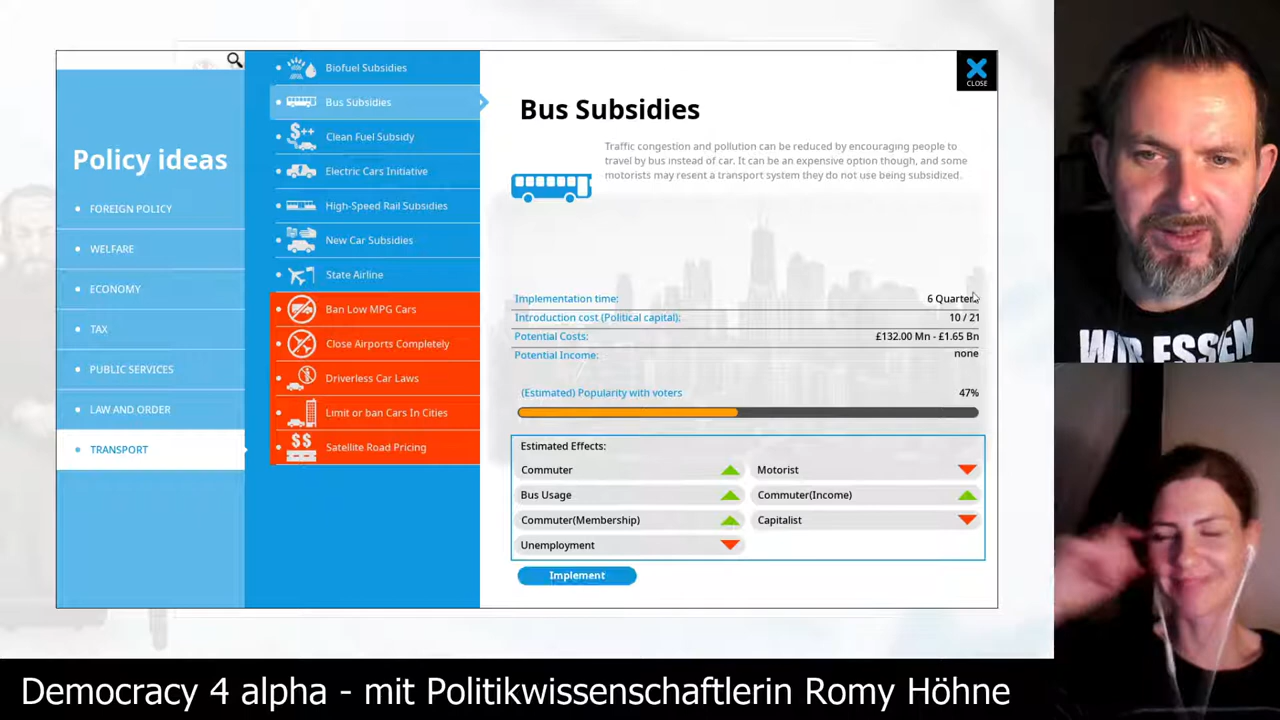 Policy ideas
FOREIGN POLICY
WELFARE
ECONOMY
TAX
PUBLIC SERVICES
LAW AND ORDER
TRANSPORT
Biofuel Subsidies
Bus Subsidies
Clean Fuel Subsidy
Electric Cars Initiative
High-Speed Rail Subsidies
New Car Subsidies
State Airline
Ban Low MPG Cars
Close Airports Completely
Driverless Car Laws
Limit or ban Cars In Cities
Satellite Road Pricing
CLOSE
Bus Subsidies
Traffic congestion and pollution can be reduced by encouraging people to
travel by bus instead of car. It can be an expensive option though, and some
motorists may resent a transport system they do not use being subsidized.
Implementation time: 6 Quarters
Introduction cost (Political capital): 10 / 21
Potential Costs: £132.00 Mn - £1.65 Bn
Potential Income: none
(Estimated) Popularity with voters 47%
Estimated Effects:
Commuter Motorist
Bus Usage Commuter(Income)
Commuter(Membership) Capitalist
Unemployment
Implement
WIR ESSEN
Democracy 4 alpha - mit Politikwissenschaftlerin Romy Höhne